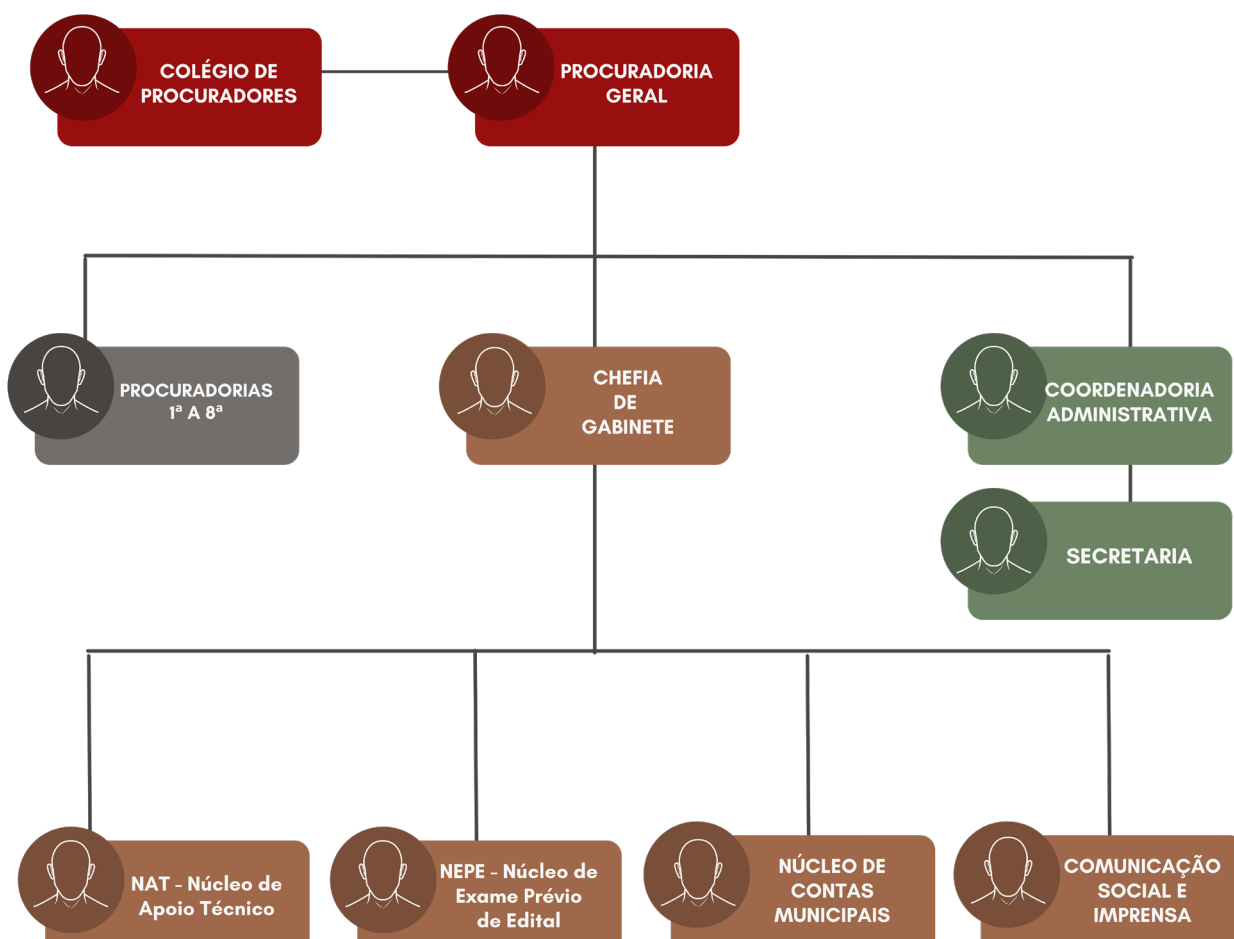 COLÉGIO DE
PROCURADORES
PROCURADORIA
GERAL
PROCURADORIAS
1ª A 8ª
CHEFIA
DE
GABINETE
COORDENADORIA
ADMINISTRATIVA
SECRETARIA
NAT - Núcleo de
Apoio Técnico
NEPE - Núcleo de
Exame Prévio
de Edital
NÚCLEO DE
CONTAS
MUNICIPAIS
COMUNICAÇÃO
SOCIAL E
IMPRENSA